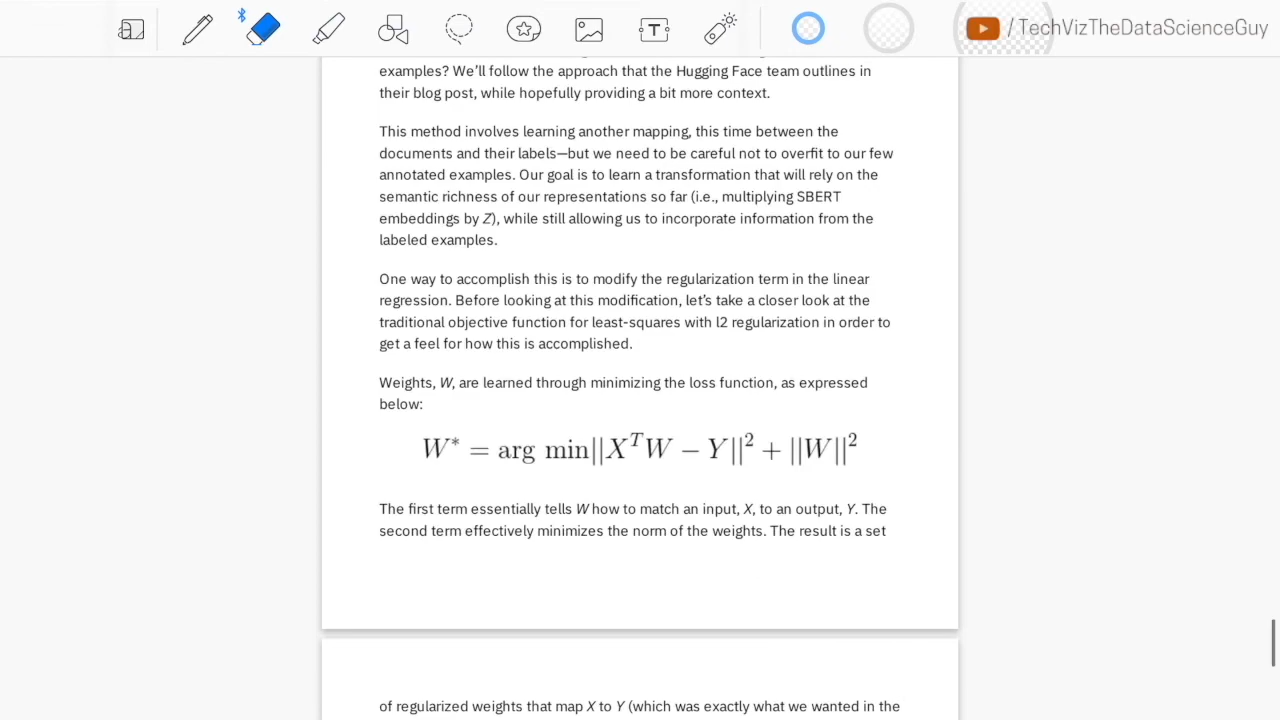 / TechVizTheDataScienceGuy
examples? We’ll follow the approach that the Hugging Face team outlines in
their blog post, while hopefully providing a bit more context.
This method involves learning another mapping, this time between the
documents and their labels—but we need to be careful not to overfit to our few
annotated examples. Our goal is to learn a transformation that will rely on the
semantic richness of our representations so far (i.e., multiplying SBERT
embeddings by Z), while still allowing us to incorporate information from the
labeled examples.
One way to accomplish this is to modify the regularization term in the linear
regression. Before looking at this modification, let’s take a closer look at the
traditional objective function for least-squares with l2 regularization in order to
get a feel for how this is accomplished.
Weights, W, are learned through minimizing the loss function, as expressed
below:
W* = arg min||X^T W − Y||² + ||W||²
The first term essentially tells W how to match an input, X, to an output, Y. The
second term effectively minimizes the norm of the weights. The result is a set
of regularized weights that map X to Y (which was exactly what we wanted in the